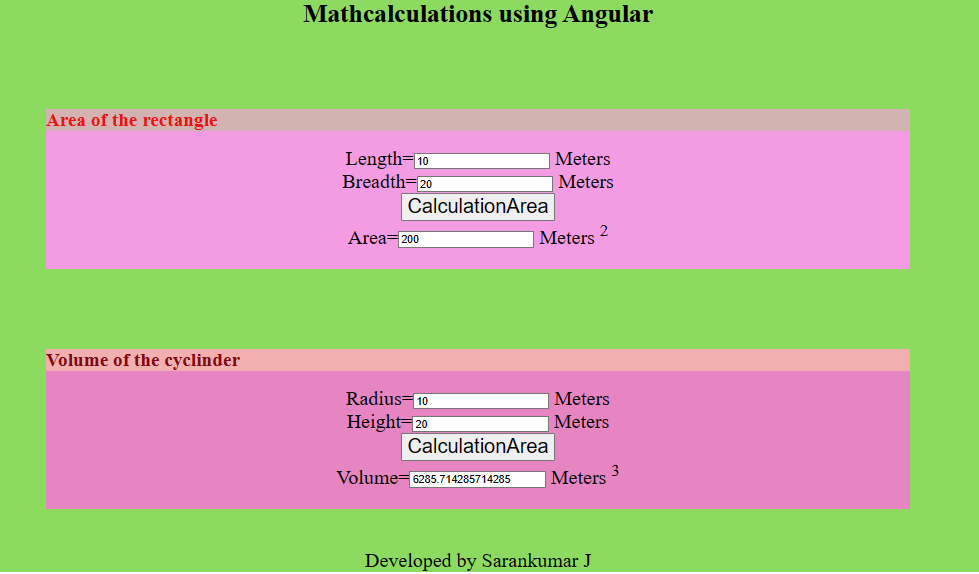 Mathcalculations using Angular
Area of the rectangle
Length=10 Meters
Breadth=20 Meters
CalculationArea
Area=200 Meters 2
Volume of the cyclinder
Radius=10 Meters
Height=20 Meters
CalculationArea
Volume=6285.714285714285 Meters 3
Developed by Sarankumar J